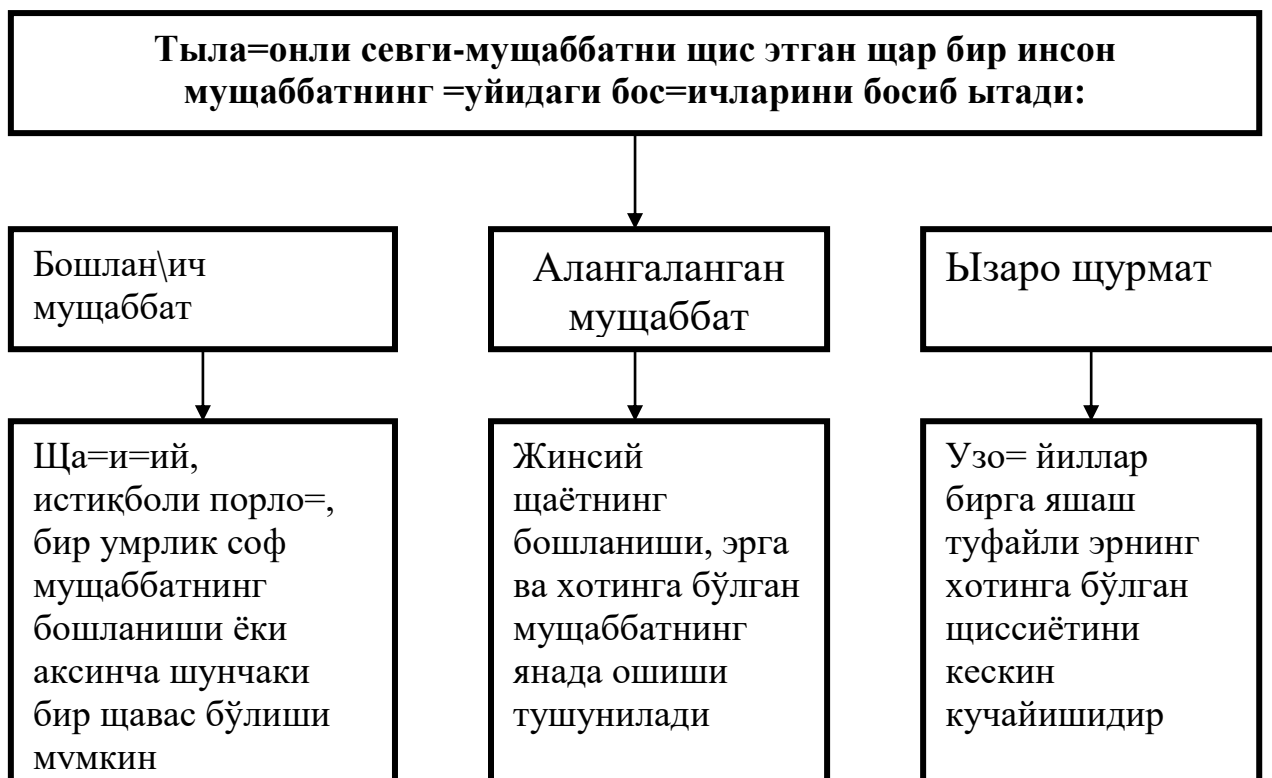 Тыла=онли севги-мущаббатни щис этган щар бир инсон
мущаббатнинг =уйидаги бос=ичларини босиб ытади:
Бошлан\ич
мущаббат
Алангаланган
мущаббат
Ызаро щурмат
Ща=и=ий,
истиқболи порло=,
бир умрлик соф
мущаббатнинг
бошланиши ёки
аксинча шунчаки
бир щавас бўлиши
мумкин
Жинсий
щаётнинг
бошланиши, эрга
ва хотинга бўлган
мущаббатнинг
янада ошиши
тушунилади
Узо= йиллар
бирга яшаш
туфайли эрнинг
хотинга бўлган
щиссиётини
кескин
кучайишидир